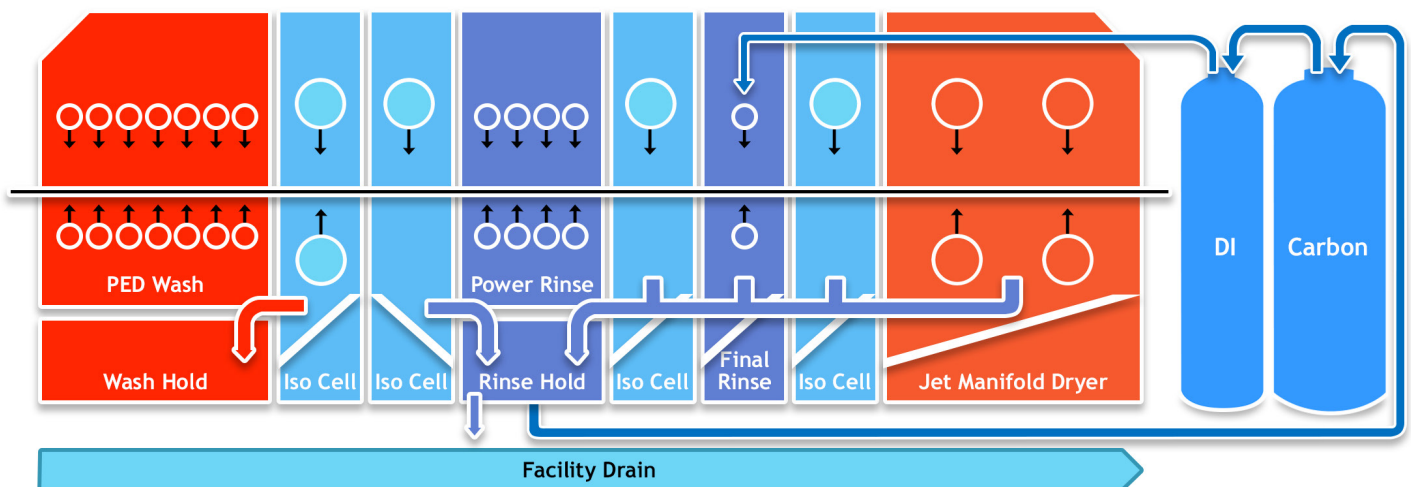 PED Wash
Power Rinse
DI
Carbon
Wash Hold
Iso Cell
Iso Cell
Rinse Hold
Iso Cell
Final
Rinse
Iso Cell
Jet Manifold Dryer
Facility Drain